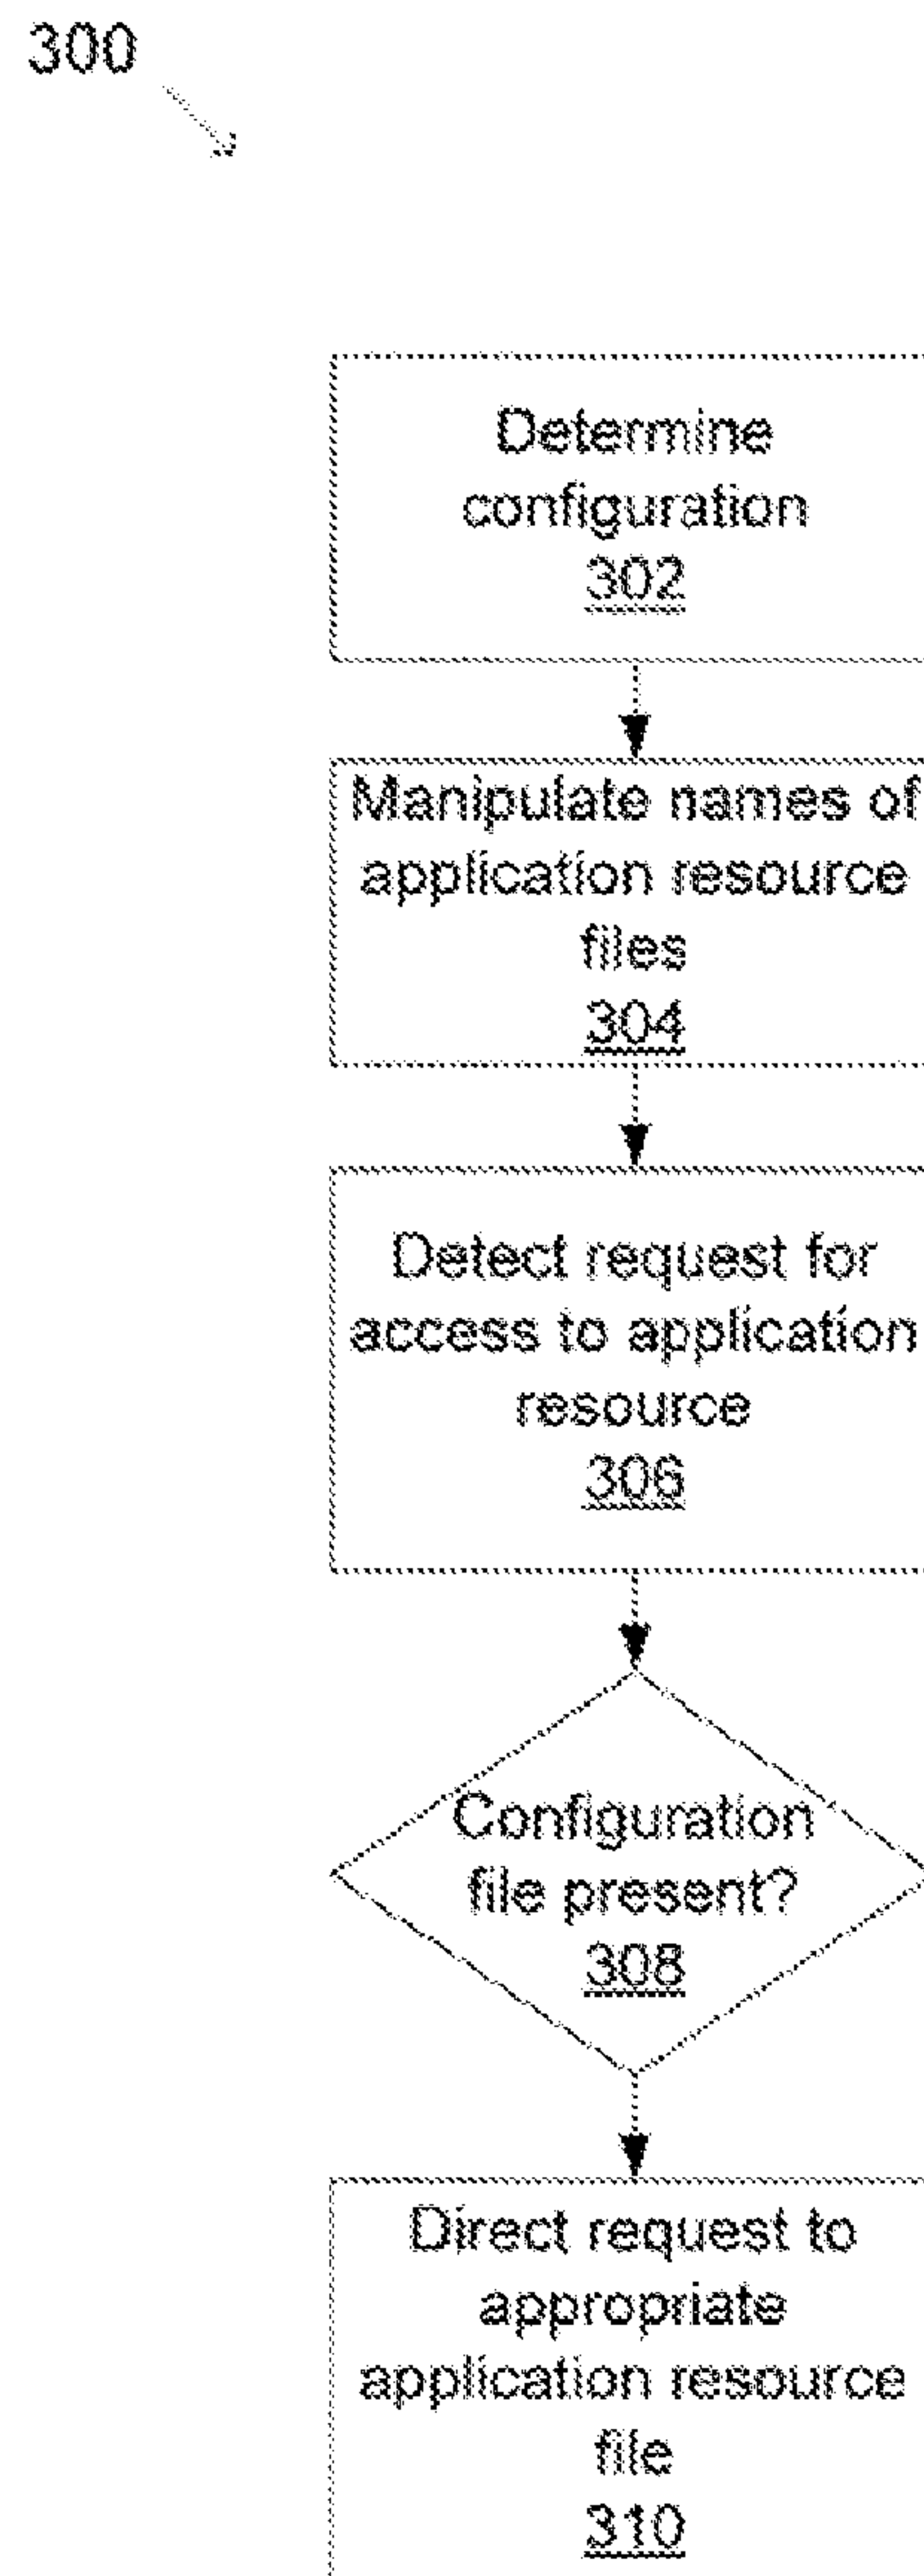 300
Determine
configuration
302
Manipulate names of
application resource
files
304
Detect request for
access to application
resource
306
Configuration
file present?
308
Direct request to
appropriate
application resource
file
310